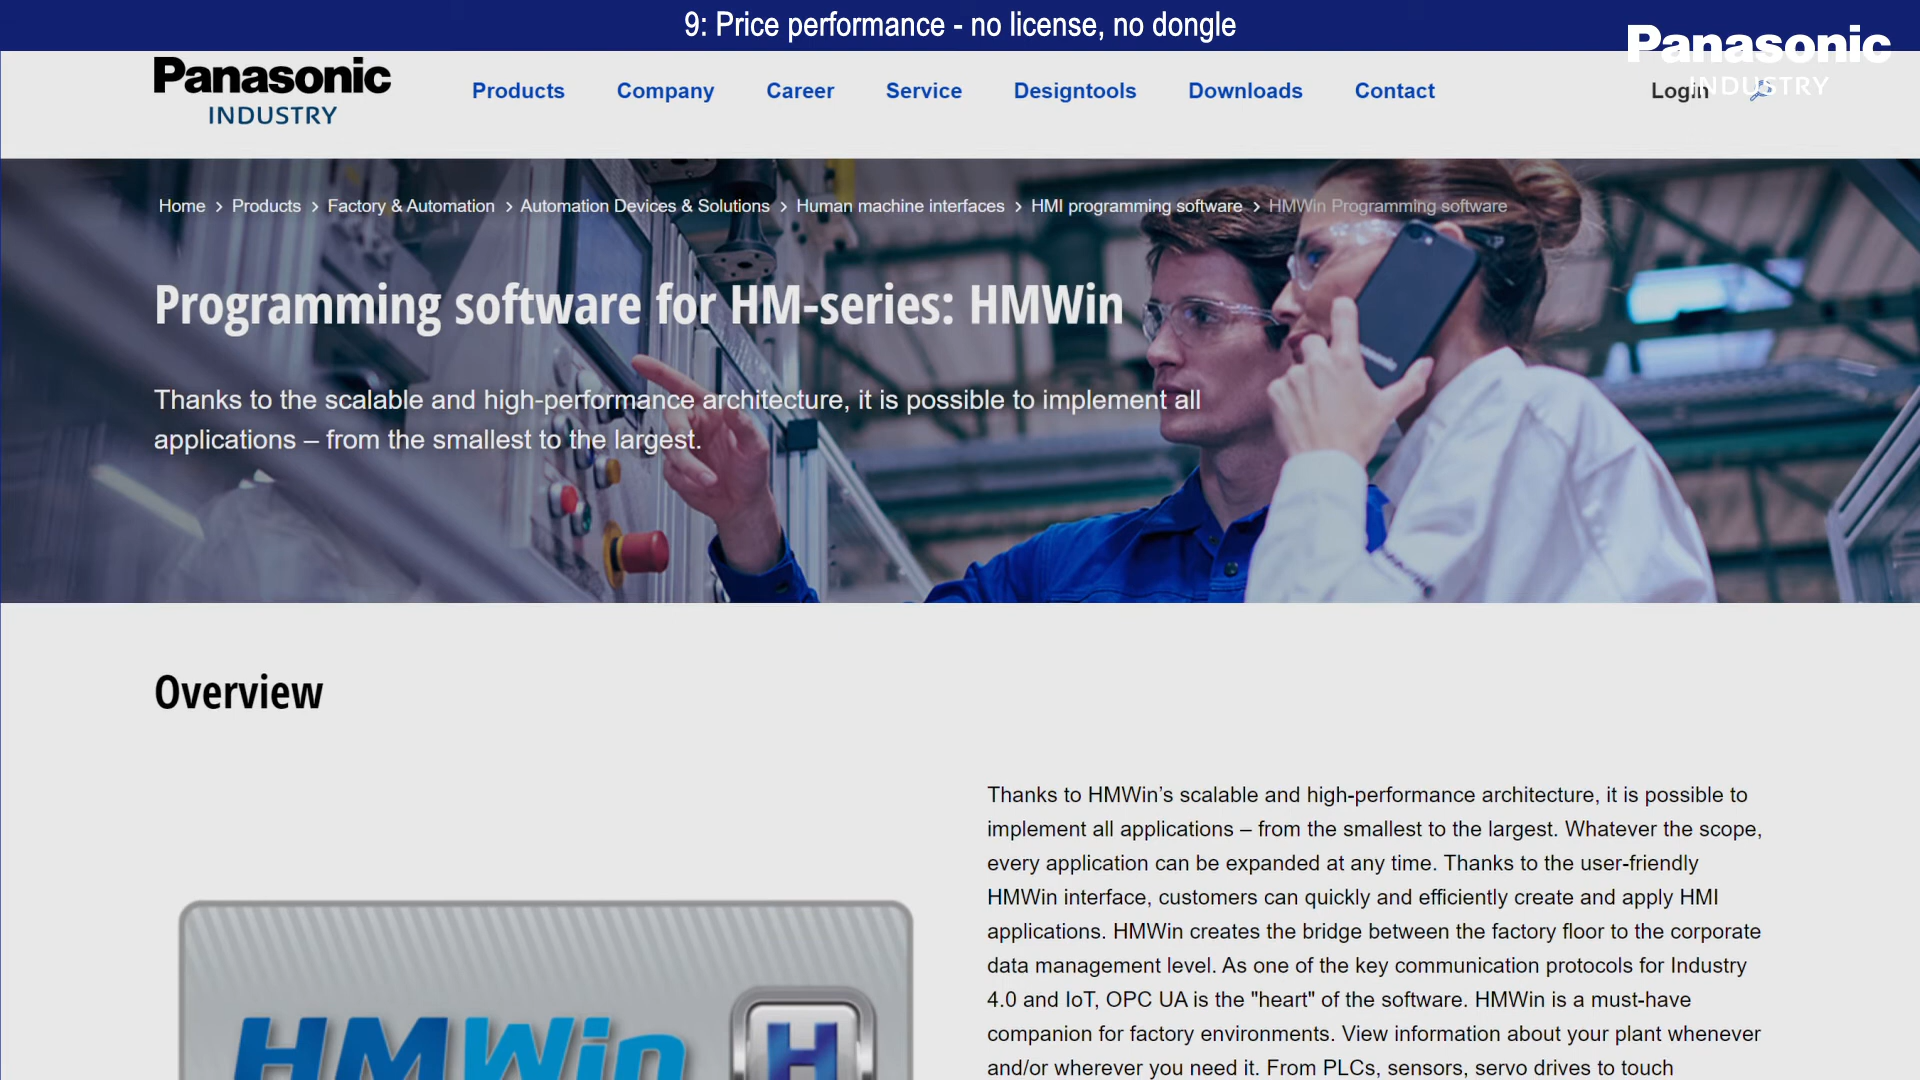 9: Price performance - no license, no dongle
Panasonic
INDUSTRY
Panasonic
INDUSTRY
Products
Company
Career
Service
Designtools
Downloads
Contact
Login
Home > Products > Factory & Automation > Automation Devices & Solutions > Human machine interfaces > HMI programming software > HMWin Programming software
Programming software for HM-series: HMWin
Thanks to the scalable and high-performance architecture, it is possible to implement all
applications – from the smallest to the largest.
Overview
Thanks to HMWin’s scalable and high-performance architecture, it is possible to
implement all applications – from the smallest to the largest. Whatever the scope,
every application can be expanded at any time. Thanks to the user-friendly
HMWin interface, customers can quickly and efficiently create and apply HMI
applications. HMWin creates the bridge between the factory floor to the corporate
data management level. As one of the key communication protocols for Industry
4.0 and IoT, OPC UA is the "heart" of the software. HMWin is a must-have
companion for factory environments. View information about your plant whenever
and/or wherever you need it. From PLCs, sensors, servo drives to touch
HMWin
H